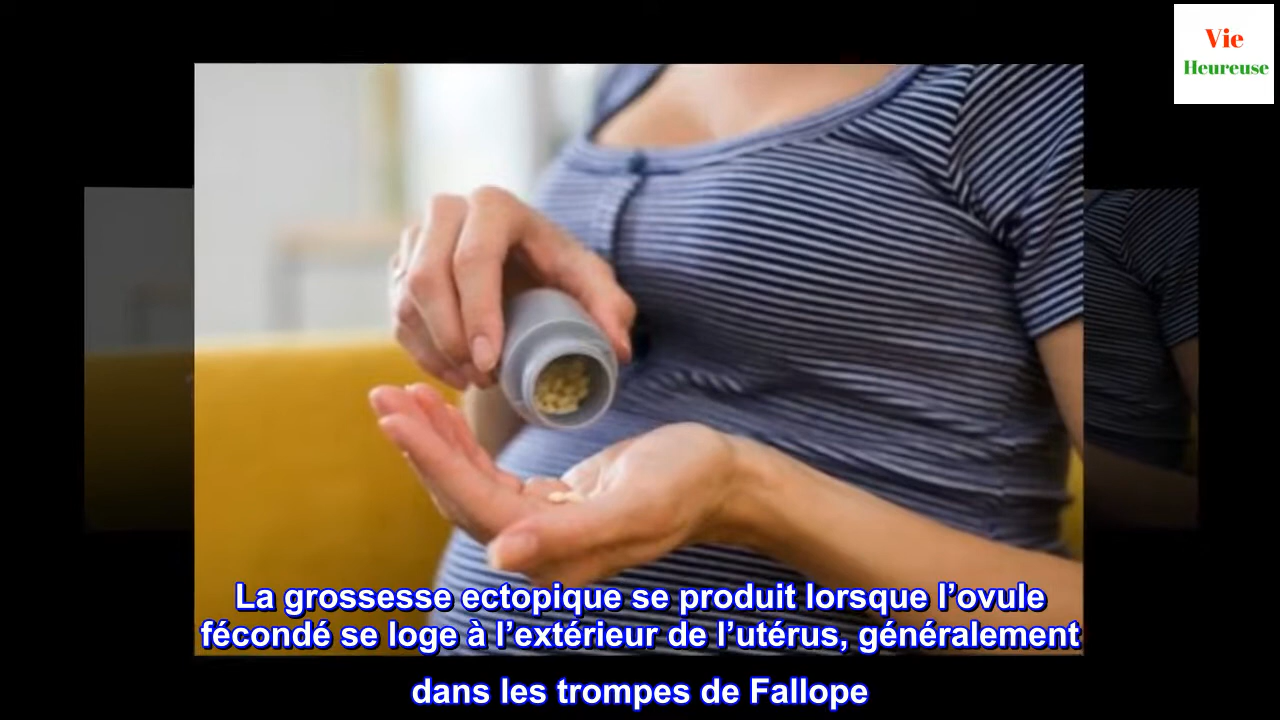 Vie
Heureuse
La grossesse ectopique se produit lorsque l’ovule
fécondé se loge à l’extérieur de l’utérus, généralement
dans les trompes de Fallope